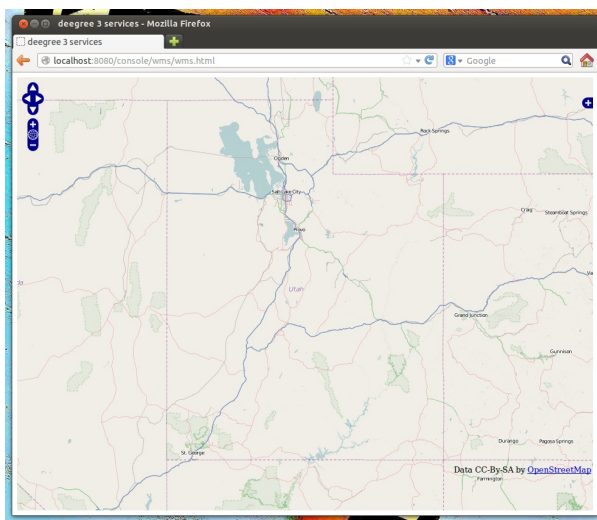 deegree 3 services - Mozilla Firefox
deegree 3 services
localhost:8080/console/wms/wms.html
Google
Rock Springs
Ogden
Salt Lake City
Craig
Steamboat Springs
Provo
Utah
Grand Junction
Gunnison
St. George
Durango
Pagosa Springs
Data CC-By-SA by OpenStreetMap
Farmington